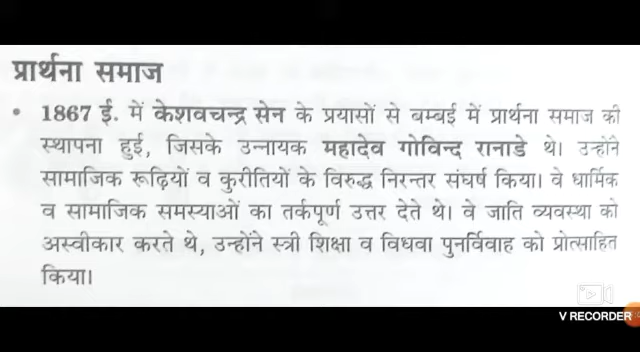 प्रार्थना समाज
• 1867 ई. में केशवचन्द्र सेन के प्रयासों से बम्बई में प्रार्थना समाज की
स्थापना हुई, जिसके उन्नायक महादेव गोविन्द रानाडे थे। उन्होंने
सामाजिक रूढ़ियों व कुरीतियों के विरुद्ध निरन्तर संघर्ष किया। वे धार्मिक
व सामाजिक समस्याओं का तर्कपूर्ण उत्तर देते थे। वे जाति व्यवस्था को
अस्वीकार करते थे, उन्होंने स्त्री शिक्षा व विधवा पुनर्विवाह को प्रोत्साहित
किया।
V RECORDER